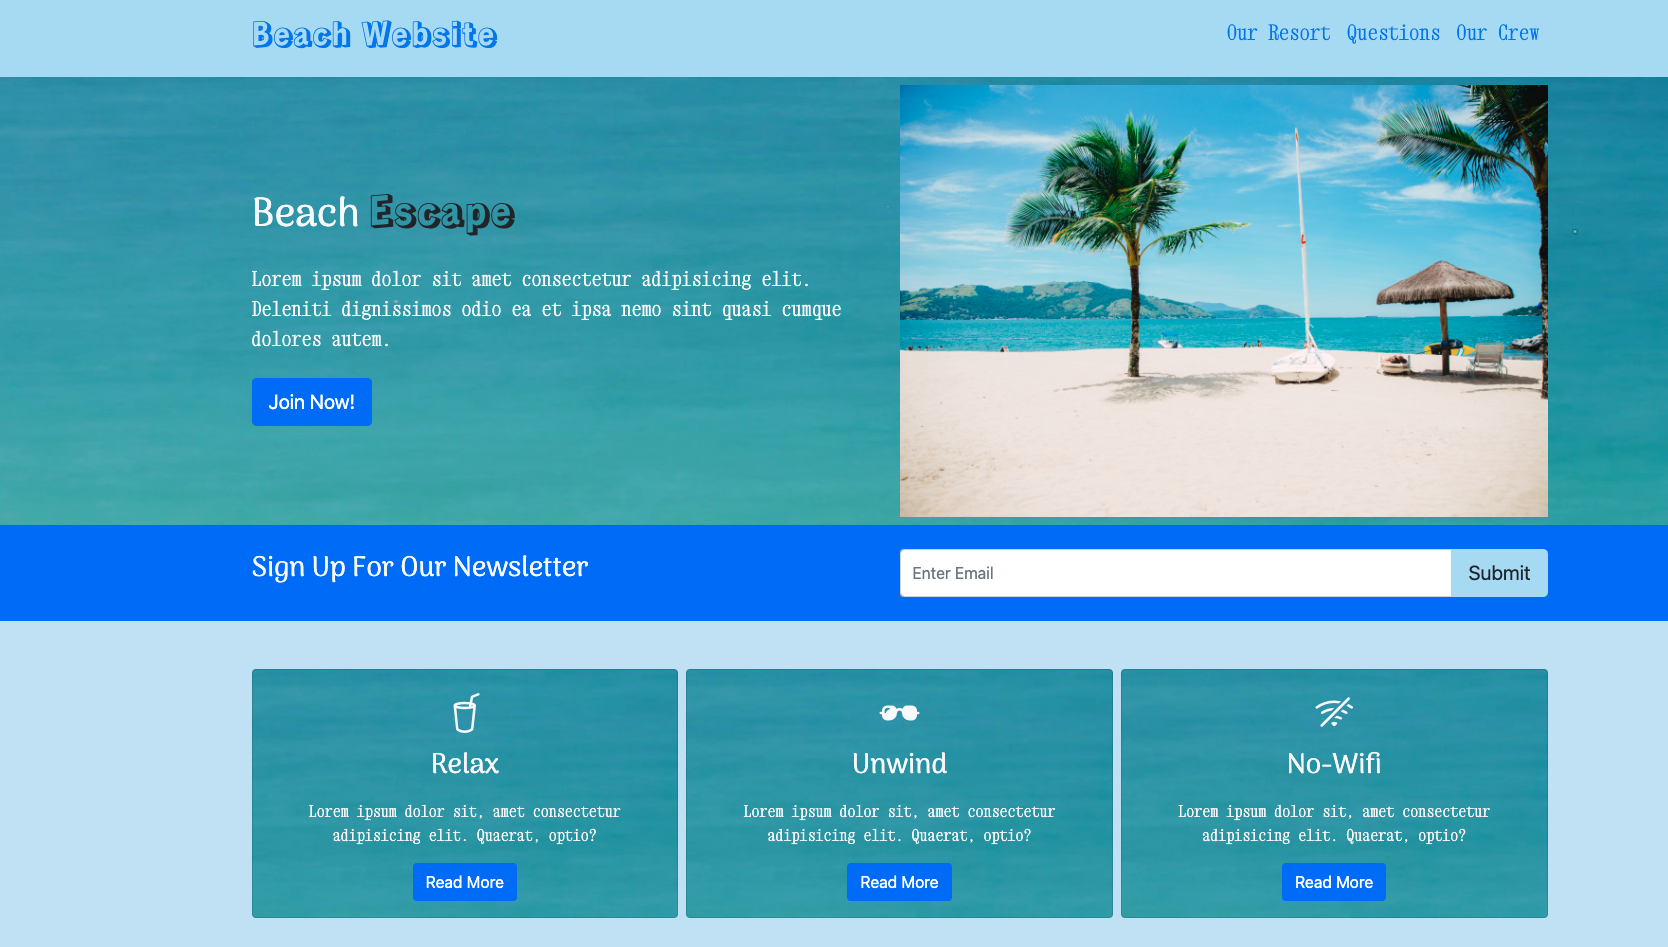 Beach Website
Our Resort Questions Our Crew
Beach Escape
Lorem ipsum dolor sit amet consectetur adipisicing elit.
Deleniti dignissimos odio ea et ipsa nemo sint quasi cumque
dolores autem.
Join Now!
Sign Up For Our Newsletter
Enter Email
Submit
Relax
Lorem ipsum dolor sit, amet consectetur
adipisicing elit. Quaerat, optio?
Read More
Unwind
Lorem ipsum dolor sit, amet consectetur
adipisicing elit. Quaerat, optio?
Read More
No-Wifi
Lorem ipsum dolor sit, amet consectetur
adipisicing elit. Quaerat, optio?
Read More